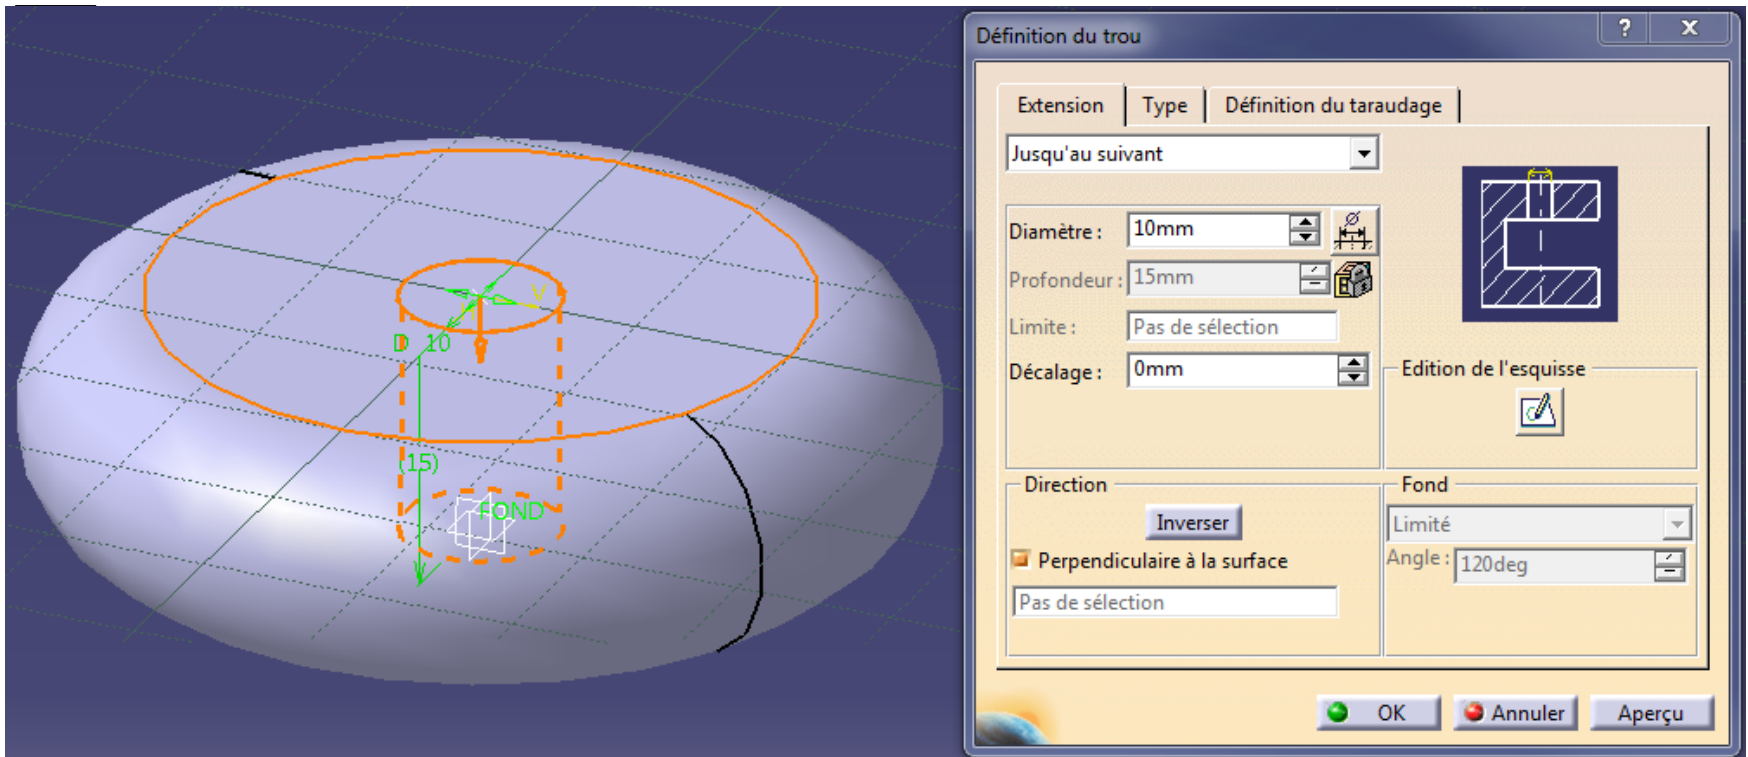 Définition du trou
? X
Extension Type Définition du taraudage
Jusqu'au suivant
Diamètre : 10mm
Profondeur : 15mm
Limite : Pas de sélection
Décalage : 0mm
Edition de l'esquisse
Direction
Inverser
Perpendiculaire à la surface
Pas de sélection
Fond
Limité
Angle : 120deg
OK Annuler Aperçu
V
H
D 10
(15)
FOND